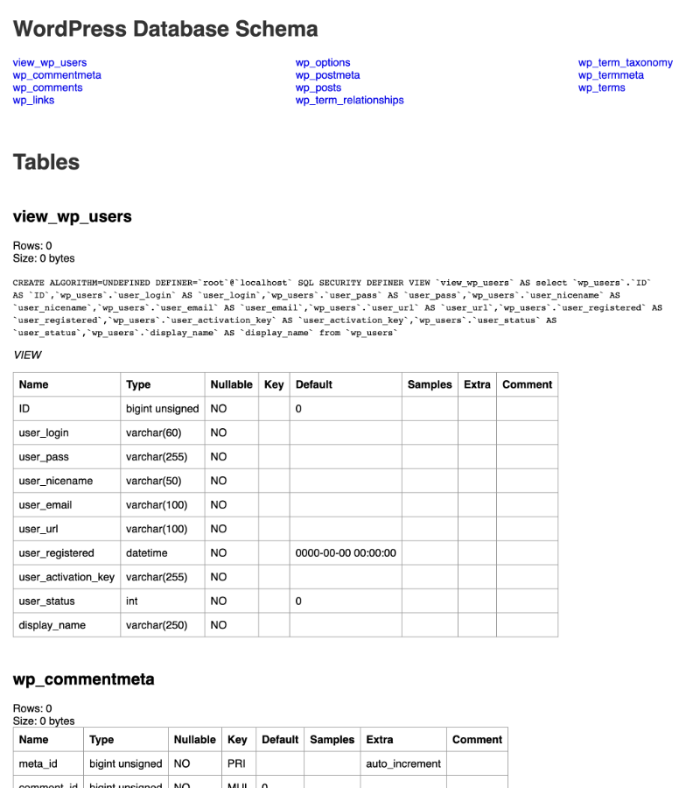 WordPress Database Schema
view_wp_users
wp_commentmeta
wp_comments
wp_links
wp_options
wp_postmeta
wp_posts
wp_term_relationships
wp_term_taxonomy
wp_termmeta
wp_terms
Tables
view_wp_users
Rows: 0
Size: 0 bytes
CREATE ALGORITHM=UNDEFINED DEFINER=`root`@`localhost` SQL SECURITY DEFINER VIEW `view_wp_users` AS select `wp_users`.`ID`
AS `ID`,`wp_users`.`user_login` AS `user_login`,`wp_users`.`user_pass` AS `user_pass`,`wp_users`.`user_nicename` AS
`user_nicename`,`wp_users`.`user_email` AS `user_email`,`wp_users`.`user_url` AS `user_url`,`wp_users`.`user_registered` AS
`user_registered`,`wp_users`.`user_activation_key` AS `user_activation_key`,`wp_users`.`user_status` AS
`user_status`,`wp_users`.`display_name` AS `display_name` from `wp_users`
VIEW
Name Type Nullable Key Default Samples Extra Comment
ID bigint unsigned NO 0
user_login varchar(60) NO
user_pass varchar(255) NO
user_nicename varchar(50) NO
user_email varchar(100) NO
user_url varchar(100) NO
user_registered datetime NO 0000-00-00 00:00:00
user_activation_key varchar(255) NO
user_status int NO 0
display_name varchar(250) NO
wp_commentmeta
Rows: 0
Size: 0 bytes
Name Type Nullable Key Default Samples Extra Comment
meta_id bigint unsigned NO PRI auto_increment
comment_id bigint unsigned NO MUL 0